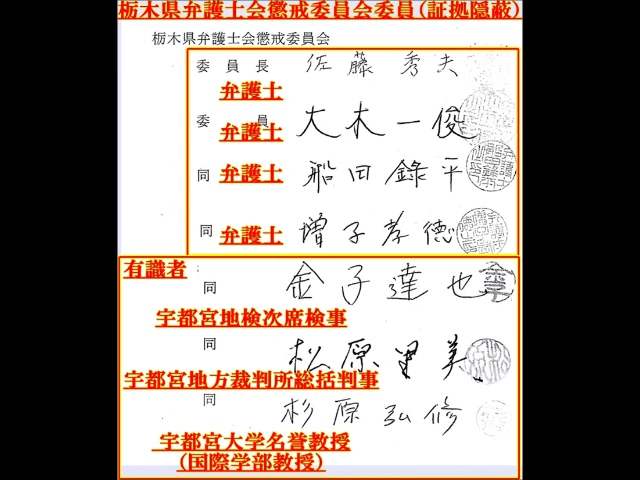 栃木県弁護士会懲戒委員会委員(証拠隠蔽)
栃木県弁護士会懲戒委員会
委員長 佐藤秀夫
弁護士
委員 弁護士 大木一俊
同 弁護士 船田錄平
同 弁護士 増子孝徳
有識者
同 金子達也
宇都宮地検次席検事
同 松原里美
宇都宮地方裁判所総括判事
同 杉原弘修
宇都宮大学名誉教授
(国際学部教授)